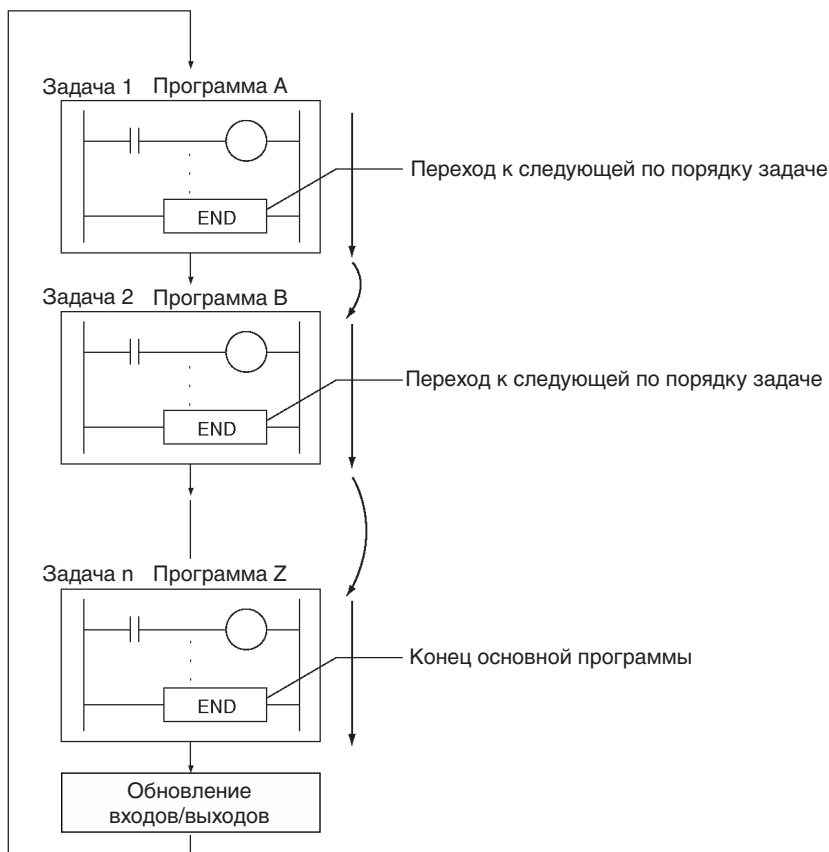 Задача 1 Программа A
Переход к следующей по порядку задаче
END
Задача 2 Программа B
Переход к следующей по порядку задаче
END
Задача n Программа Z
Конец основной программы
END
Обновление
входов/выходов